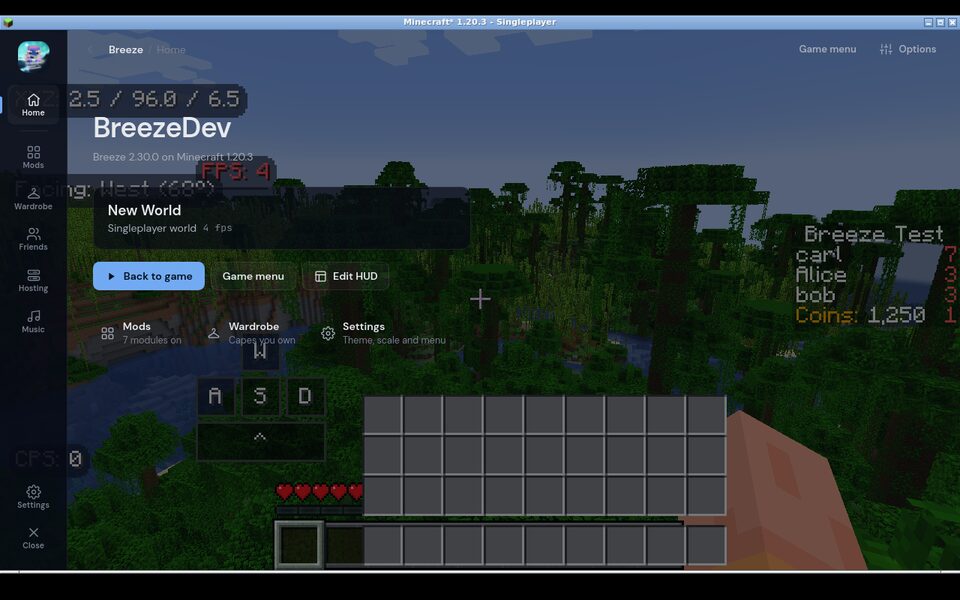 Minecraft* 1.20.3 - Singleplayer
Breeze / Home
Game menu
Options
2.5 / 96.0 / 6.5
Home
BreezeDev
Breeze 2.30.0 on Minecraft 1.20.3
FPS: 4
Mods
Facing: West (68°)
Wardrobe
New World
Singleplayer world 4 fps
Friends
Breeze Test
carl 7
Alice 3
bob 3
Coins: 1,250 1
Hosting
Back to game
Game menu
Edit HUD
Music
Mods
7 modules on
Wardrobe
Capes you own
Settings
Theme, scale and menu
W
A S D
^
CPS: 0
Settings
Close